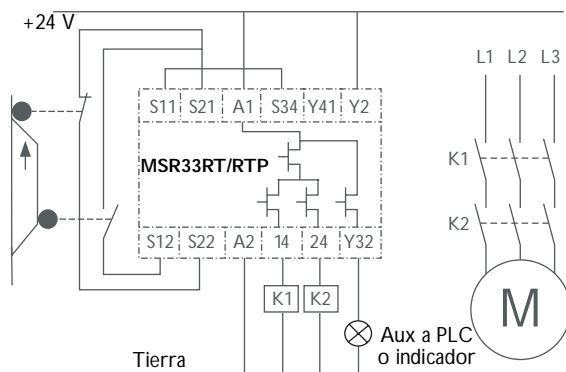 +24 V
L1 L2 L3
S11 S21 A1 S34 Y41 Y2
MSR33RT/RTP
K1
K2
S12 S22 A2 14 24 Y32
K1 K2
M
Aux a PLC
o indicador
Tierra